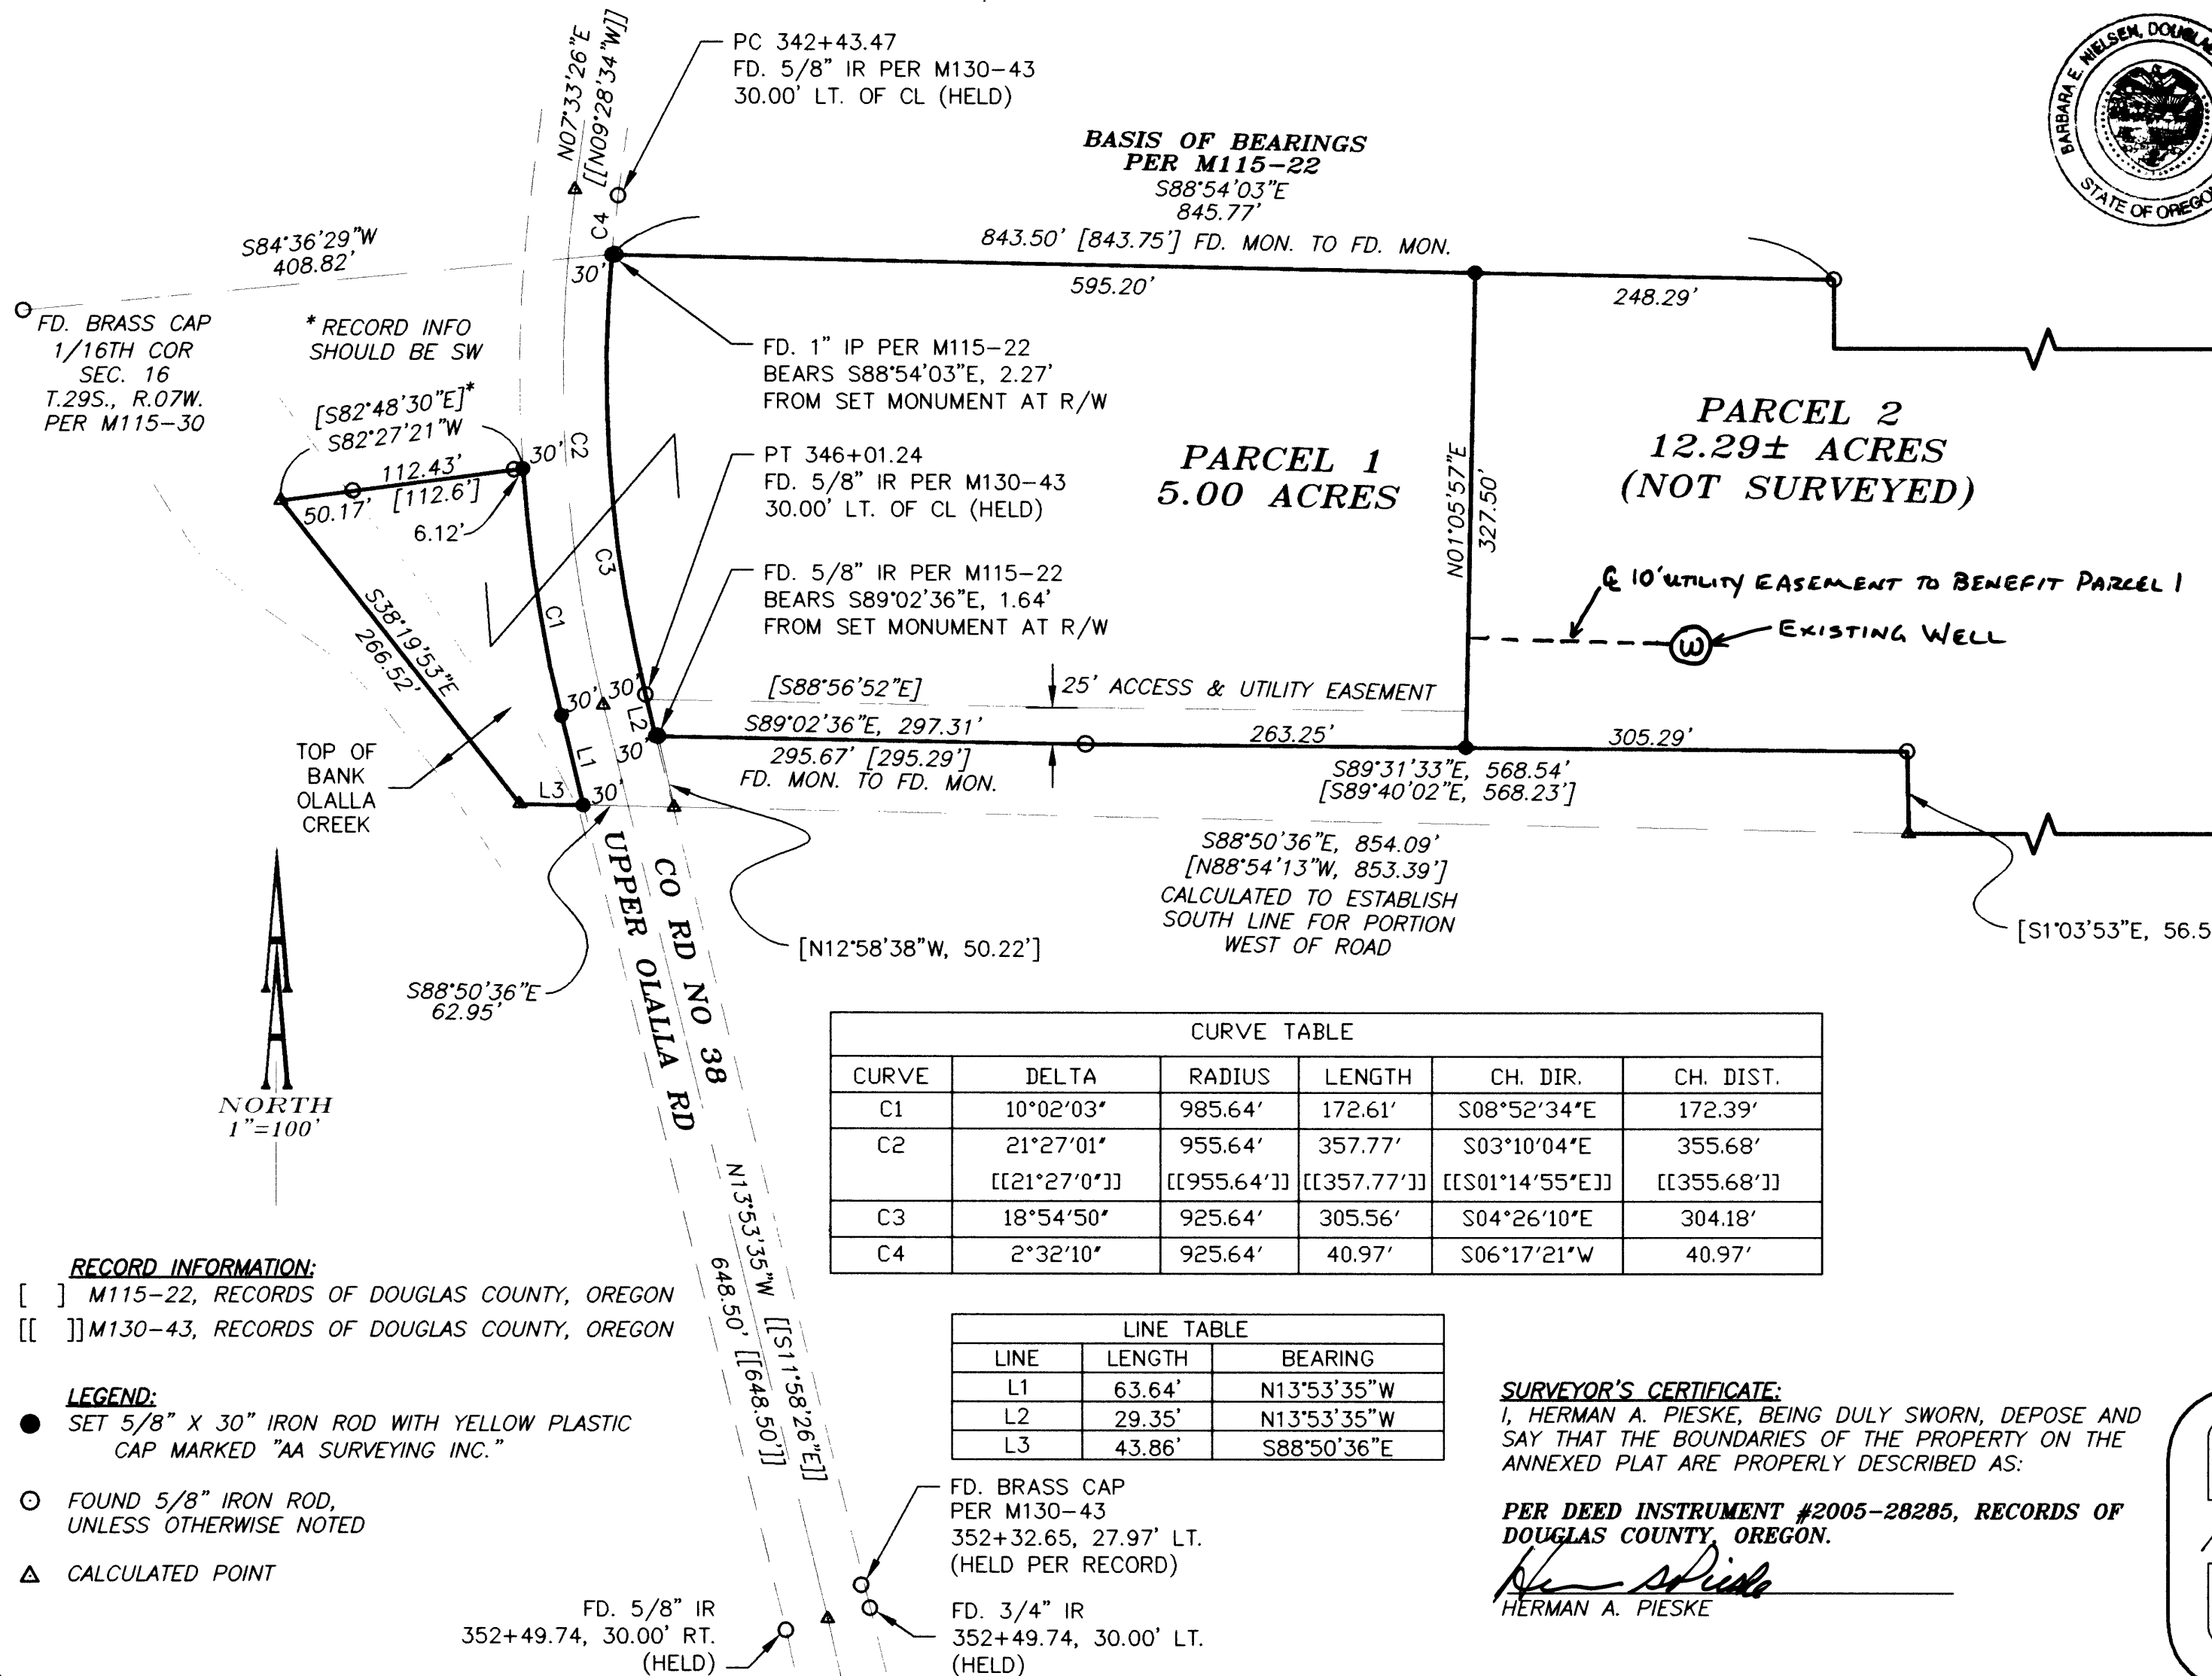 PC 342+43.47
FD. 5/8" IR PER M130-43
30.00' LT. OF CL (HELD)
N07°33'26"E
[[N09°28'34"W]]
BARBARA E. NIELSEN,
STATE OF OREGON
BASIS OF BEARINGS
PER M115-22
S88°54'03"E
845.77'
843.50' [843.75'] FD. MON. TO FD. MON.
595.20'
248.29'
S84°36'29"W
408.82'
C4
30'
FD. BRASS CAP
1/16TH COR
SEC. 16
T.29S., R.07W.
PER M115-30
* RECORD INFO
SHOULD BE SW
[S82°48'30"E]*
S82°27'21"W
112.43'
[112.6']
50.17'
6.12'
30'
C2
FD. 1" IP PER M115-22
BEARS S88°54'03"E, 2.27'
FROM SET MONUMENT AT R/W
PT 346+01.24
FD. 5/8" IR PER M130-43
30.00' LT. OF CL (HELD)
FD. 5/8" IR PER M115-22
BEARS S89°02'36"E, 1.64'
FROM SET MONUMENT AT R/W
PARCEL 1
5.00 ACRES
N01°05'57"E
327.50'
PARCEL 2
12.29± ACRES
(NOT SURVEYED)
℄ 10' UTILITY EASEMENT TO BENEFIT PARCEL 1
EXISTING WELL
W
C3
C1
S38°19'53"E
266.52'
30'
30'
L2
L1
30'
L3
30'
[S88°56'52"E]
25' ACCESS & UTILITY EASEMENT
S89°02'36"E, 297.31'
295.67' [295.29']
FD. MON. TO FD. MON.
263.25'
305.29'
S89°31'33"E, 568.54'
[S89°40'02"E, 568.23']
S88°50'36"E, 854.09'
[N88°54'13"W, 853.39']
CALCULATED TO ESTABLISH
SOUTH LINE FOR PORTION
WEST OF ROAD
TOP OF
BANK
OLALLA
CREEK
[N12°58'38"W, 50.22']
[S1°03'53"E, 56.5
S88°50'36"E
62.95'
CO RD NO 38
UPPER OLALLA RD
NORTH
1"=100'
N13°53'35"W [[S11°58'26"E]]
648.50' [[648.50']]
CURVE TABLE
CURVE DELTA RADIUS LENGTH CH. DIR. CH. DIST.
C1 10°02'03" 985.64' 172.61' S08°52'34"E 172.39'
C2 21°27'01" 955.64' 357.77' S03°10'04"E 355.68'
[[21°27'0"]] [[955.64']] [[357.77']] [[S01°14'55"E]] [[355.68']]
C3 18°54'50" 925.64' 305.56' S04°26'10"E 304.18'
C4 2°32'10" 925.64' 40.97' S06°17'21"W 40.97'
RECORD INFORMATION:
[ ] M115-22, RECORDS OF DOUGLAS COUNTY, OREGON
[[ ]] M130-43, RECORDS OF DOUGLAS COUNTY, OREGON
LINE TABLE
LINE LENGTH BEARING
L1 63.64' N13°53'35"W
L2 29.35' N13°53'35"W
L3 43.86' S88°50'36"E
LEGEND:
SET 5/8" X 30" IRON ROD WITH YELLOW PLASTIC
CAP MARKED "AA SURVEYING INC."
FOUND 5/8" IRON ROD,
UNLESS OTHERWISE NOTED
CALCULATED POINT
SURVEYOR'S CERTIFICATE:
I, HERMAN A. PIESKE, BEING DULY SWORN, DEPOSE AND
SAY THAT THE BOUNDARIES OF THE PROPERTY ON THE
ANNEXED PLAT ARE PROPERLY DESCRIBED AS:
PER DEED INSTRUMENT #2005-28285, RECORDS OF
DOUGLAS COUNTY, OREGON.
HERMAN A. PIESKE
FD. BRASS CAP
PER M130-43
352+32.65, 27.97' LT.
(HELD PER RECORD)
FD. 5/8" IR
352+49.74, 30.00' RT.
(HELD)
FD. 3/4" IR
352+49.74, 30.00' LT.
(HELD)